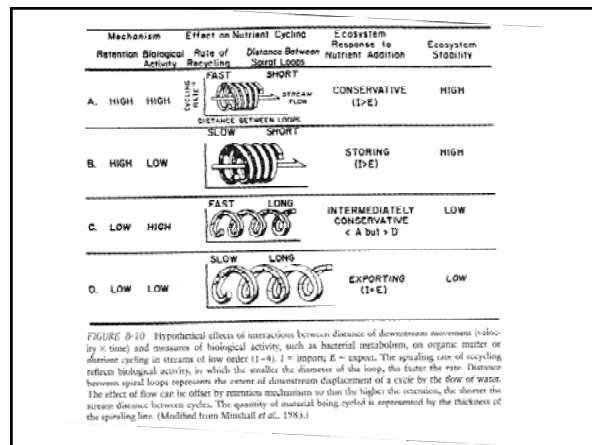 Mechanism Effect on Nutrient Cycling Ecosystem
Retention Biological Rate of Distance Between Response to Ecosystem
Activity Recycling Spiral Loops Nutrient Addition Stability
FAST SHORT
A. HIGH HIGH CYCLING RATE STREAM FLOW CONSERVATIVE HIGH
(I>E)
DISTANCE BETWEEN LOOPS
SLOW SHORT
B. HIGH LOW STORING HIGH
(I>E)
FAST LONG
C. LOW HIGH INTERMEDIATELY LOW
CONSERVATIVE
< A but > D
SLOW LONG
D. LOW LOW EXPORTING LOW
(I=E)
FIGURE 8-10 Hypothetical effects of interactions between distance of downstream movement (veloc-
ity × time) and measures of biological activity, such as bacterial metabolism, on organic matter or
nutrient cycling in streams of low order (1-4). I = import; E = export. The spiraling rate of recycling
reflects biological activity, in which the smaller the diameter of the loop, the faster the rate. Distance
between spiral loops represents the extent of downstream displacement of a cycle by the flow of water.
The effect of flow can be offset by retention mechanisms so that the higher the retention, the shorter the
stream distance between cycles. The quantity of material being cycled is represented by the thickness of
the spiraling line. (Modified from Minshall et al., 1983.)